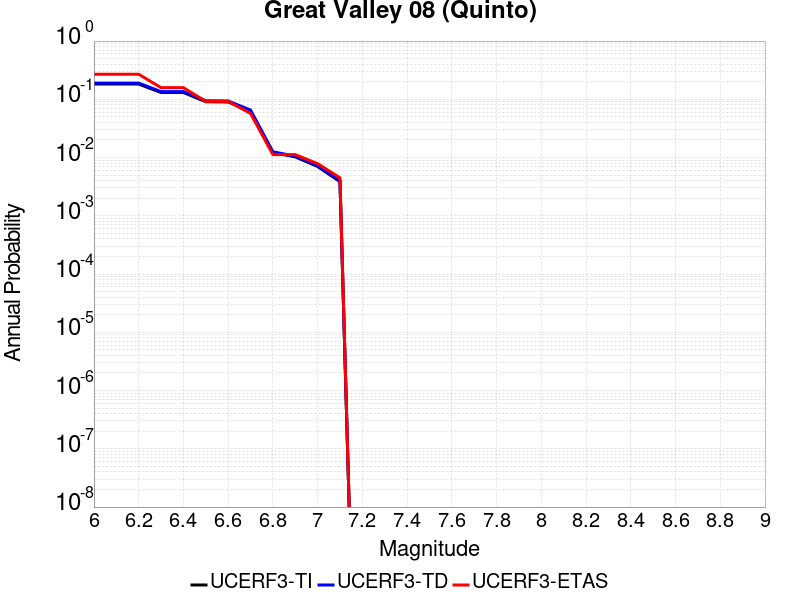 Great Valley 08 (Quinto)
10^0
10^-1
10^-2
10^-3
10^-4
10^-5
10^-6
10^-7
10^-8
Annual Probability
6 6.2 6.4 6.6 6.8 7 7.2 7.4 7.6 7.8 8 8.2 8.4 8.6 8.8 9
Magnitude
UCERF3-TI UCERF3-TD UCERF3-ETAS